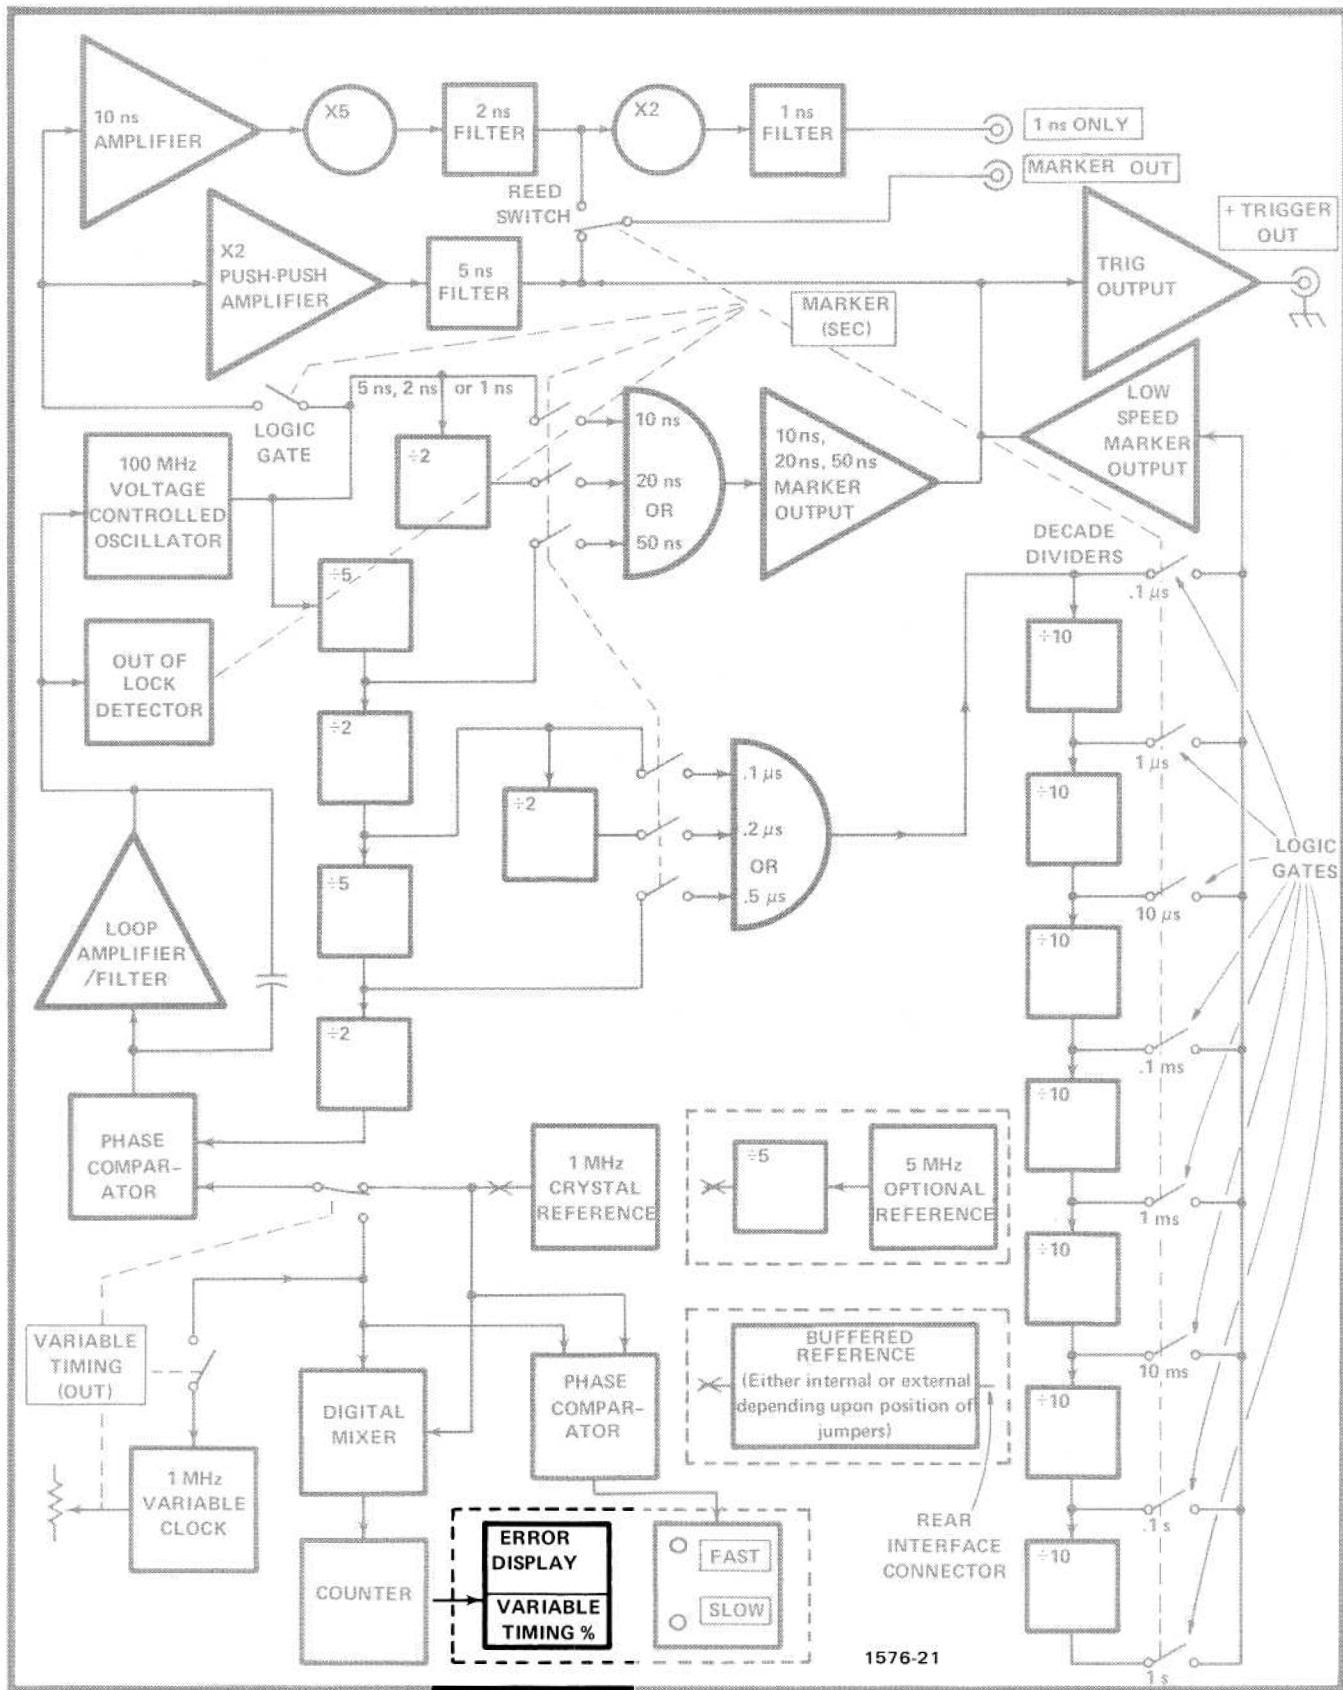 10 ns
AMPLIFIER
X5
2 ns
FILTER
X2
1 ns
FILTER
1 ns ONLY
MARKER OUT
REED
SWITCH
X2
PUSH-PUSH
AMPLIFIER
5 ns
FILTER
+ TRIGGER
OUT
TRIG
OUTPUT
MARKER
(SEC)
5 ns, 2 ns or 1 ns
LOGIC
GATE
÷2
10 ns
20 ns
OR
50 ns
10 ns,
20 ns, 50 ns
MARKER
OUTPUT
LOW
SPEED
MARKER
OUTPUT
100 MHz
VOLTAGE
CONTROLLED
OSCILLATOR
DECADE
DIVIDERS
.1 µs
÷5
÷10
OUT OF
LOCK
DETECTOR
÷2
1 µs
÷2
.1 µs
.2 µs
OR
.5 µs
÷10
LOGIC
GATES
÷5
10 µs
LOOP
AMPLIFIER
/FILTER
÷10
÷2
.1 ms
÷10
PHASE
COMPAR-
ATOR
1 MHz
CRYSTAL
REFERENCE
÷5
5 MHz
OPTIONAL
REFERENCE
1 ms
÷10
VARIABLE
TIMING
(OUT)
DIGITAL
MIXER
PHASE
COMPAR-
ATOR
BUFFERED
REFERENCE
(Either internal or external
depending upon position of
jumpers)
10 ms
÷10
1 MHz
VARIABLE
CLOCK
REAR
INTERFACE
CONNECTOR
.1 s
÷10
COUNTER
ERROR
DISPLAY
VARIABLE
TIMING %
FAST
SLOW
1576-21
1 s